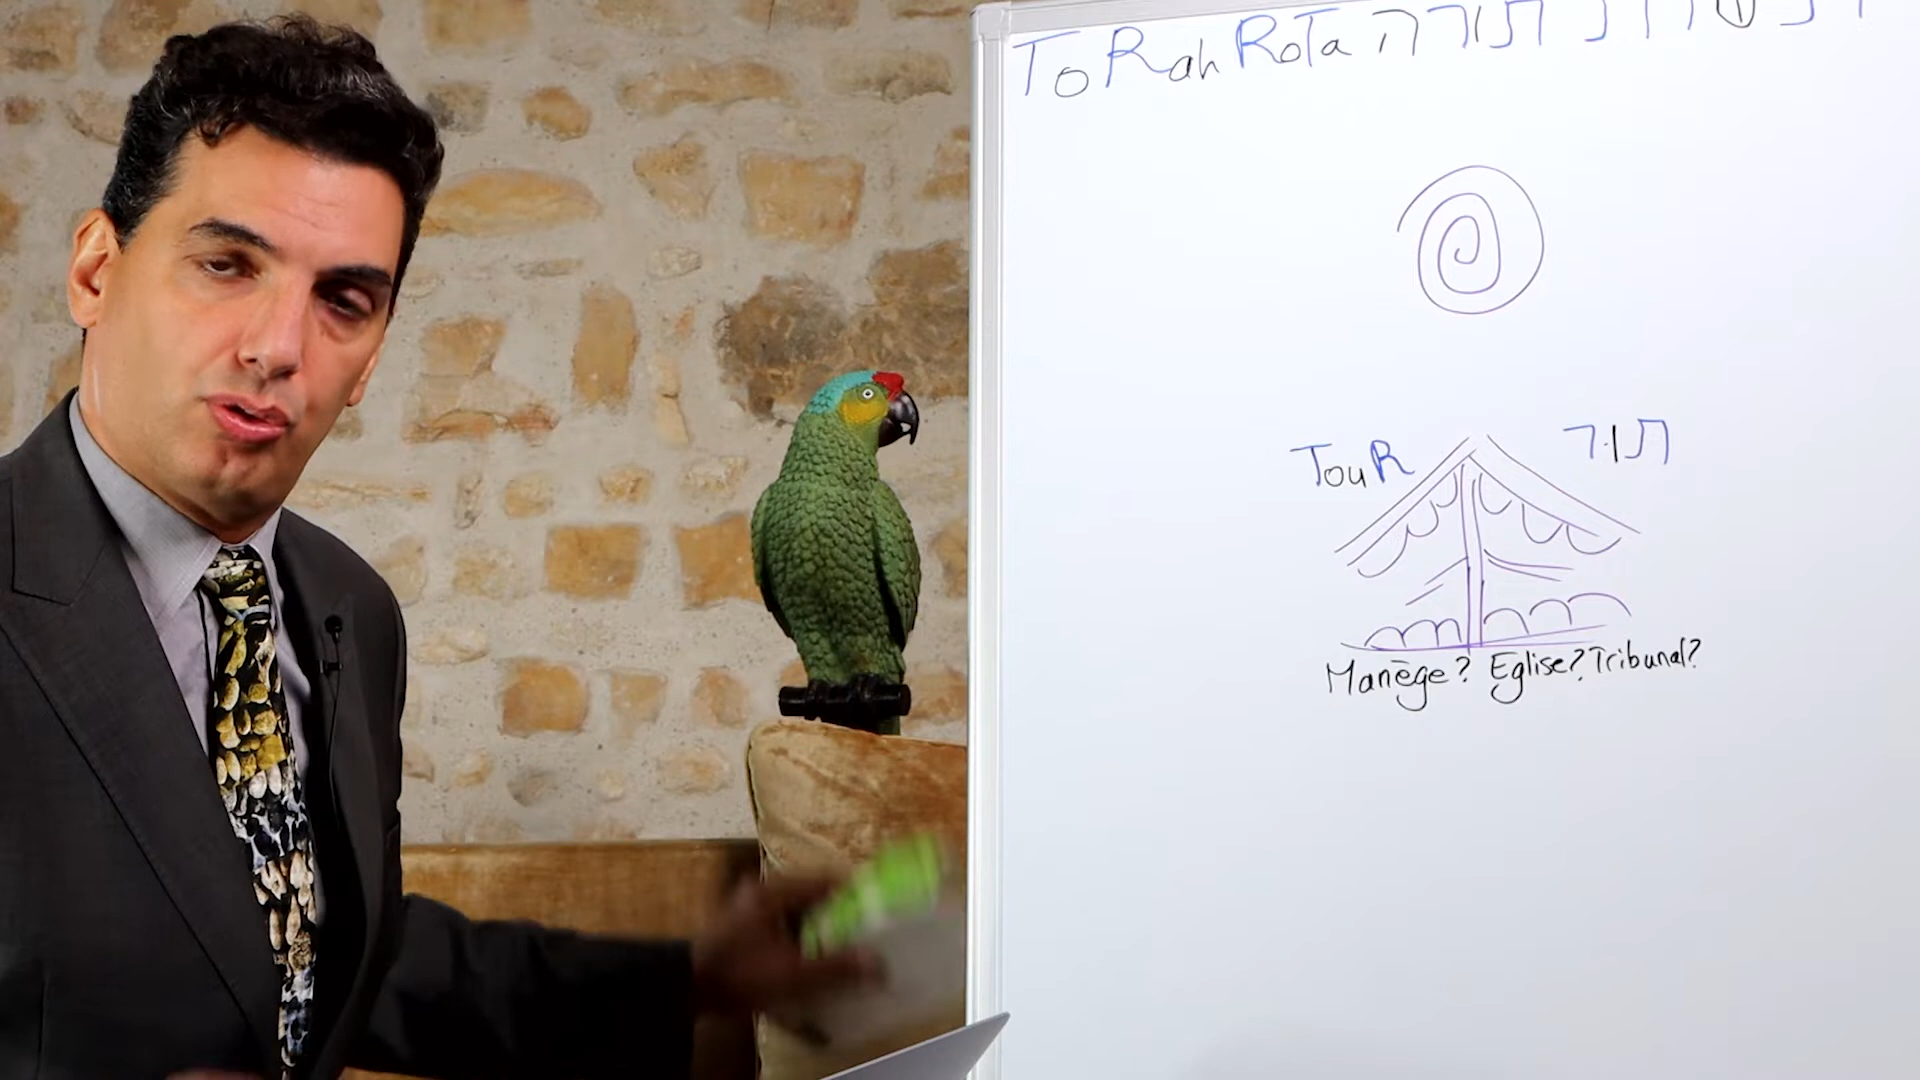 ToRah RoTa תורה
TouR תור
Manège? Eglise? Tribunal?